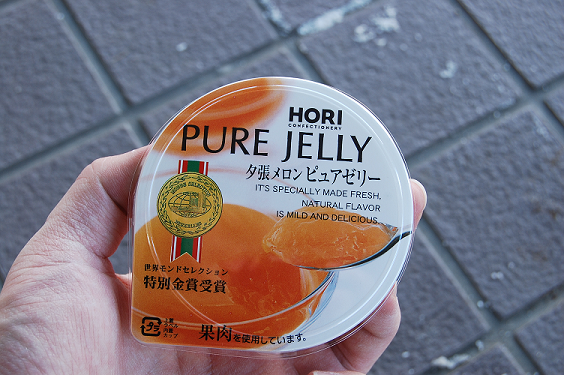 HORI
CONFECTIONERY
PURE JELLY
夕張メロンピュアゼリー
IT'S SPECIALLY MADE FRESH,
NATURAL FLAVOR
IS MILD AND DELICIOUS.
世界モンドセレクション
特別金賞受賞
プラ
果肉を使用しています。